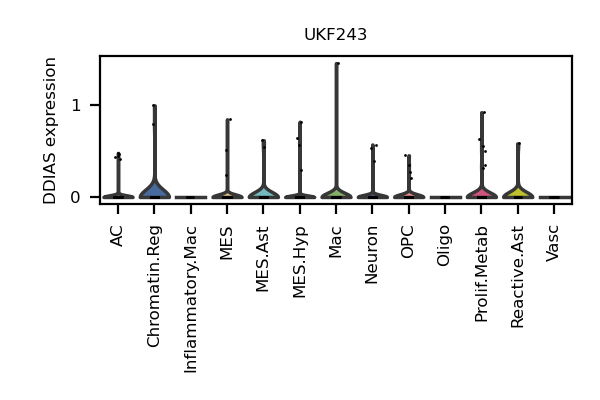 UKF243
DDIAS expression
1
0
AC
Chromatin.Reg
Inflammatory.Mac
MES
MES.Ast
MES.Hyp
Mac
Neuron
OPC
Oligo
Prolif.Metab
Reactive.Ast
Vasc